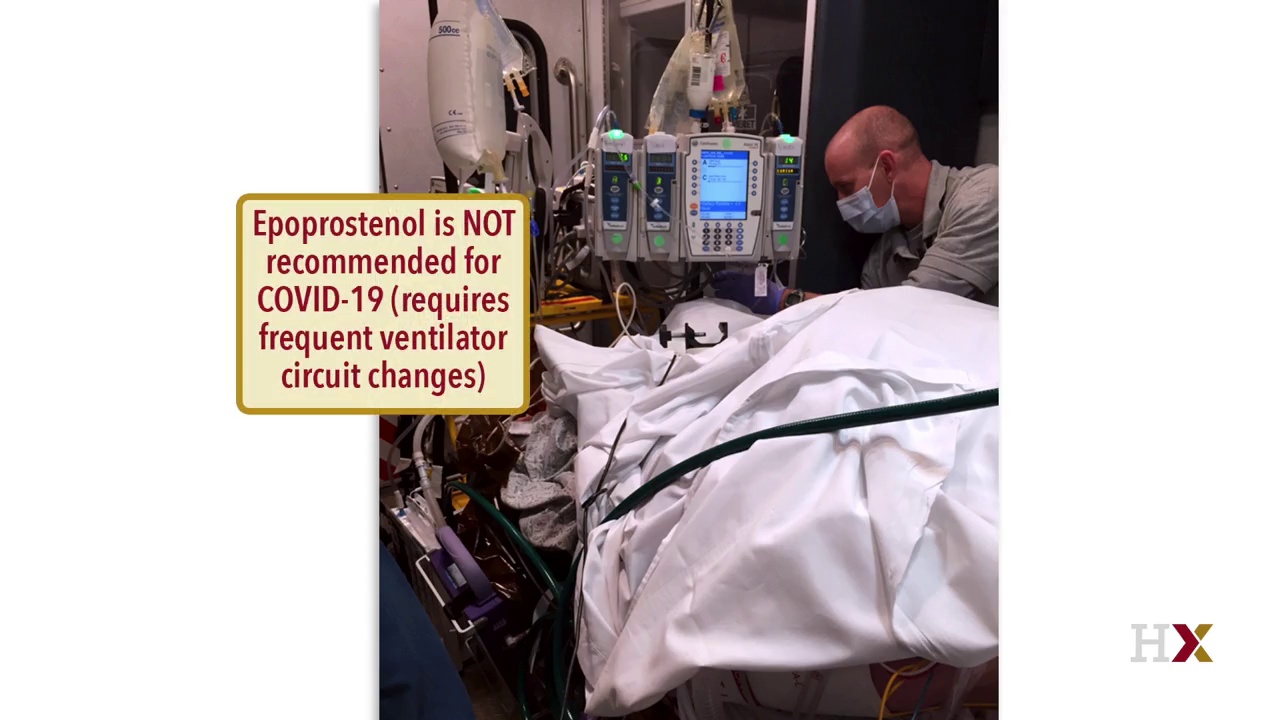 500cc
Epoprostenol is NOT
recommended for
COVID-19 (requires
frequent ventilator
circuit changes)
HX